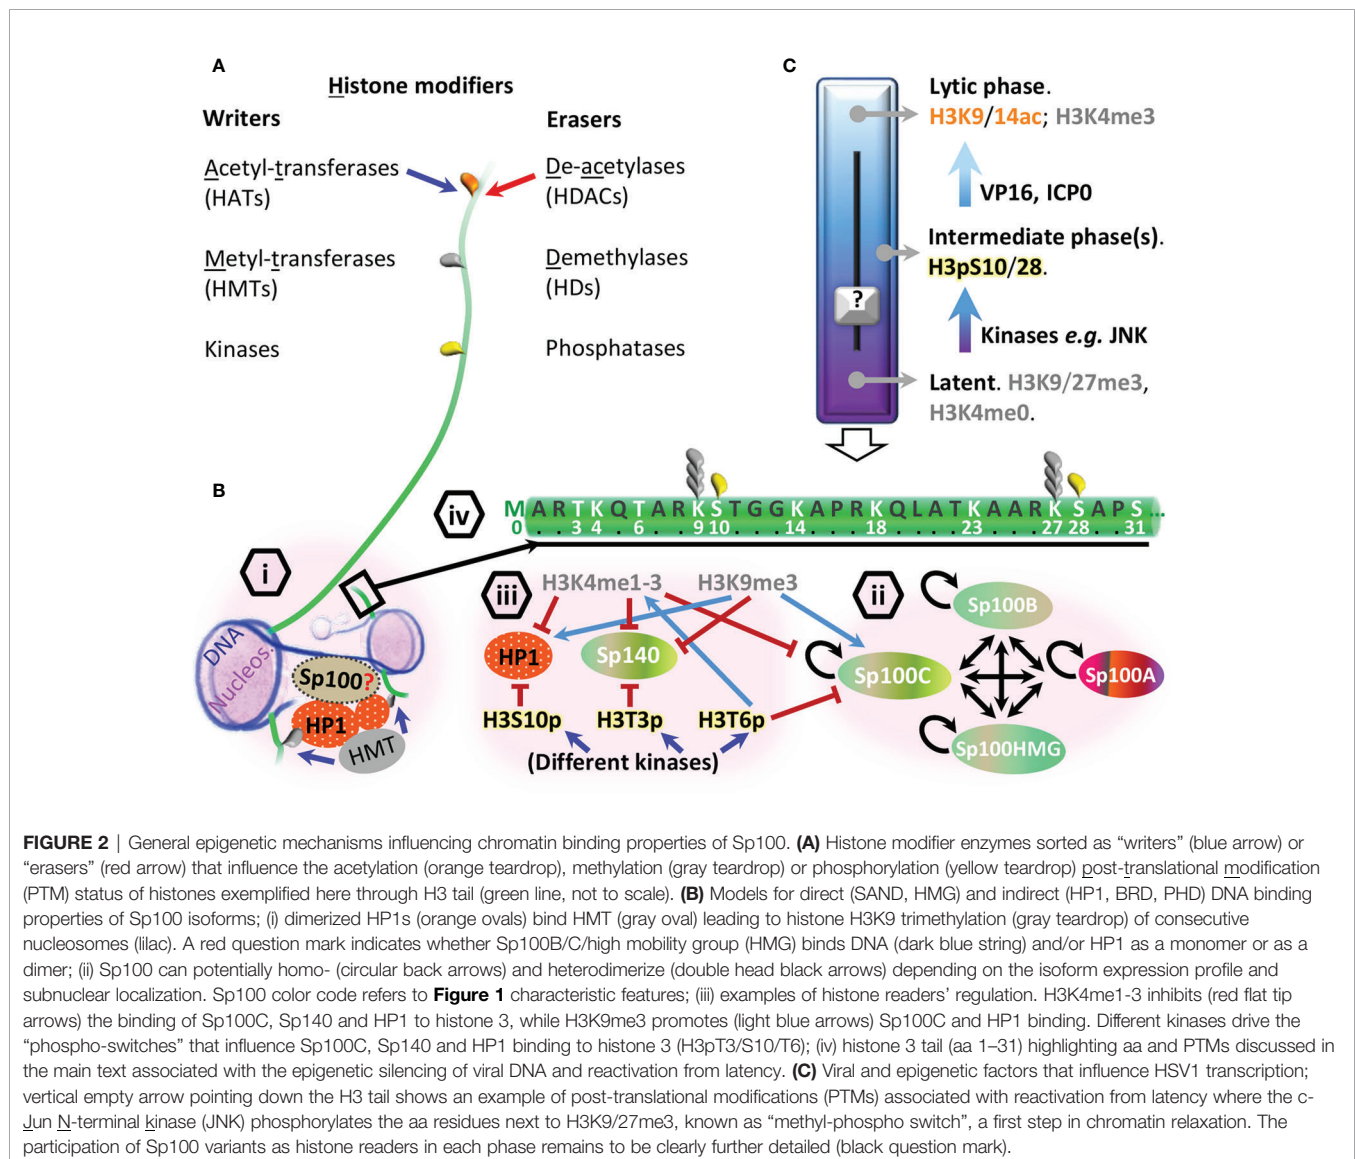 A
Histone modifiers
Writers
Erasers
Acetyl-transferases
(HATs)
De-acetylases
(HDACs)
Metyl-transferases
(HMTs)
Demethylases
(HDs)
Kinases
Phosphatases
C
Lytic phase.
H3K9/14ac; H3K4me3
VP16, ICP0
Intermediate phase(s).
H3pS10/28.
?
Kinases e.g. JNK
Latent. H3K9/27me3,
H3K4me0.
B
i
DNA
Nucleos.
Sp100?
HP1
HMT
iv
M A R T K Q T A R K S T G G K A P R K Q L A T K A A R K S A P S ...
0 . . 3 4 . 6 . . 9 10 . . . 14 . . . 18 . . . . 23 . . . 27 28 . . 31
iii
H3K4me1-3
H3K9me3
HP1
Sp140
H3S10p
H3T3p
H3T6p
(Different kinases)
ii
Sp100B
Sp100C
Sp100A
Sp100HMG
FIGURE 2 | General epigenetic mechanisms influencing chromatin binding properties of Sp100. (A) Histone modifier enzymes sorted as “writers” (blue arrow) or
“erasers” (red arrow) that influence the acetylation (orange teardrop), methylation (gray teardrop) or phosphorylation (yellow teardrop) post-translational modification
(PTM) status of histones exemplified here through H3 tail (green line, not to scale). (B) Models for direct (SAND, HMG) and indirect (HP1, BRD, PHD) DNA binding
properties of Sp100 isoforms; (i) dimerized HP1s (orange ovals) bind HMT (gray oval) leading to histone H3K9 trimethylation (gray teardrop) of consecutive
nucleosomes (lilac). A red question mark indicates whether Sp100B/C/high mobility group (HMG) binds DNA (dark blue string) and/or HP1 as a monomer or as a
dimer; (ii) Sp100 can potentially homo- (circular back arrows) and heterodimerize (double head black arrows) depending on the isoform expression profile and
subnuclear localization. Sp100 color code refers to Figure 1 characteristic features; (iii) examples of histone readers’ regulation. H3K4me1-3 inhibits (red flat tip
arrows) the binding of Sp100C, Sp140 and HP1 to histone 3, while H3K9me3 promotes (light blue arrows) Sp100C and HP1 binding. Different kinases drive the
“phospho-switches” that influence Sp100C, Sp140 and HP1 binding to histone 3 (H3pT3/S10/T6); (iv) histone 3 tail (aa 1–31) highlighting aa and PTMs discussed in
the main text associated with the epigenetic silencing of viral DNA and reactivation from latency. (C) Viral and epigenetic factors that influence HSV1 transcription;
vertical empty arrow pointing down the H3 tail shows an example of post-translational modifications (PTMs) associated with reactivation from latency where the c-
Jun N-terminal kinase (JNK) phosphorylates the aa residues next to H3K9/27me3, known as “methyl-phospho switch”, a first step in chromatin relaxation. The
participation of Sp100 variants as histone readers in each phase remains to be clearly further detailed (black question mark).